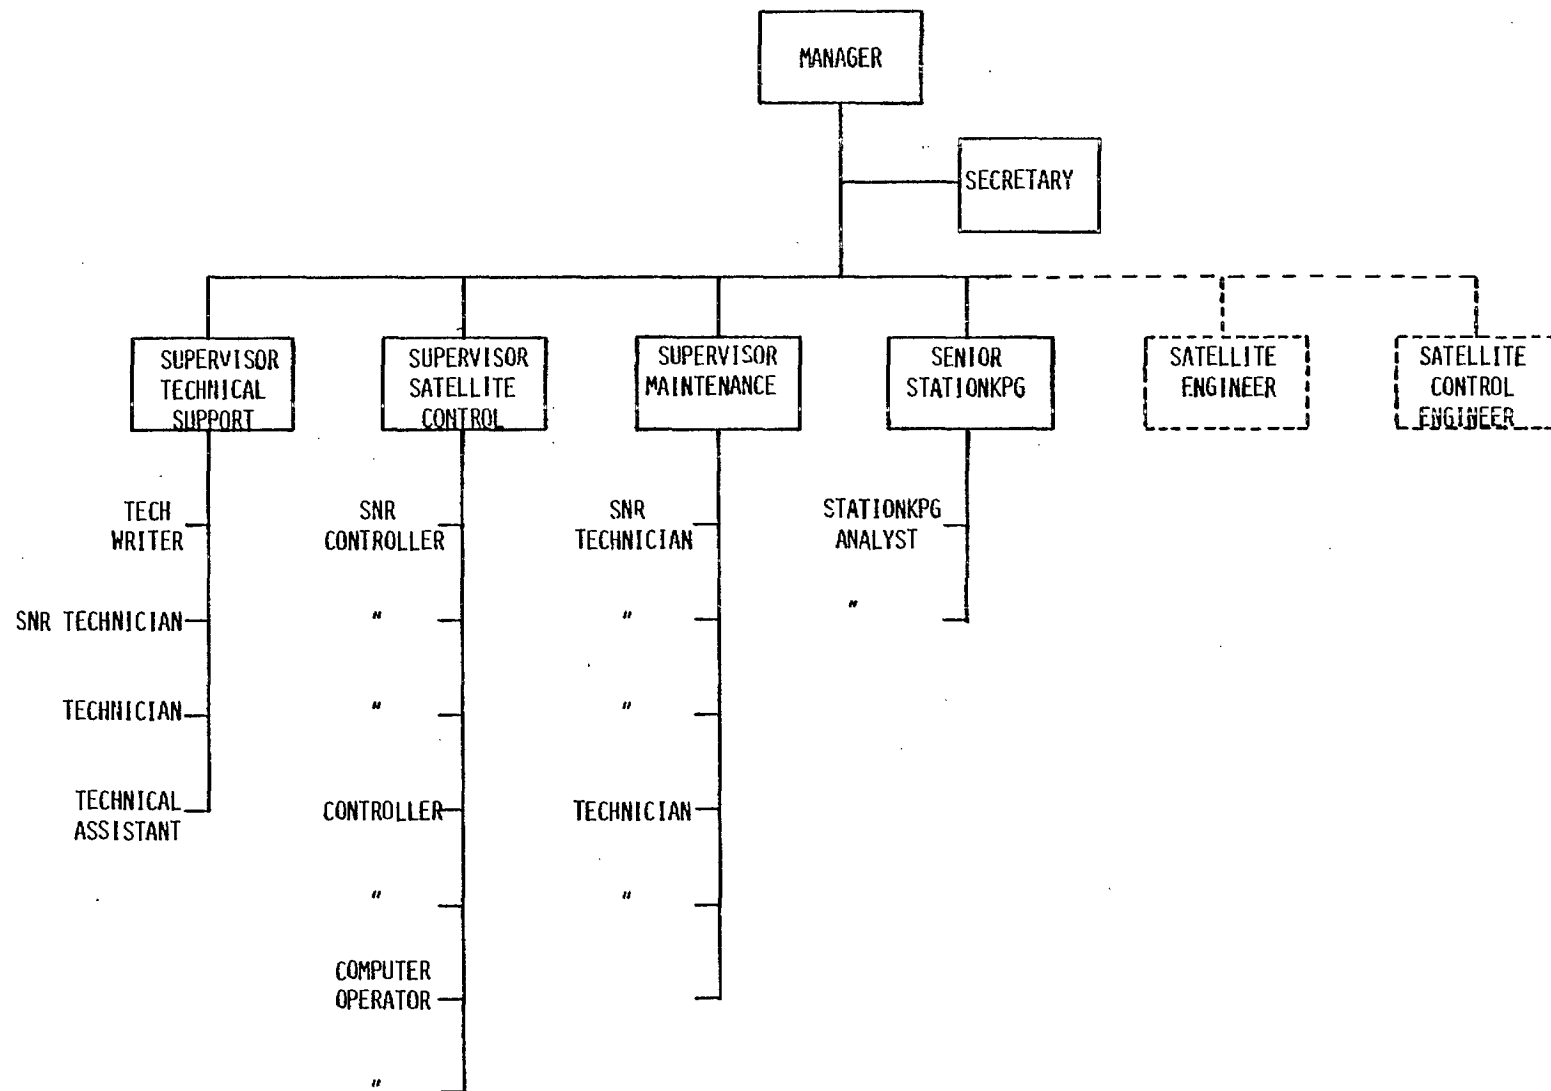 MANAGER
SECRETARY
SUPERVISOR
TECHNICAL
SUPPORT
SUPERVISOR
SATELLITE
CONTROL
SUPERVISOR
MAINTENANCE
SENIOR
STATIONKPG
SATELLITE
ENGINEER
SATELLITE
CONTROL
ENGINEER
TECH
WRITER
SNR TECHNICIAN
TECHNICIAN
TECHNICAL
ASSISTANT
SNR
CONTROLLER
"
"
CONTROLLER
"
COMPUTER
OPERATOR
"
SNR
TECHNICIAN
"
"
TECHNICIAN
"
STATIONKPG
ANALYST
"